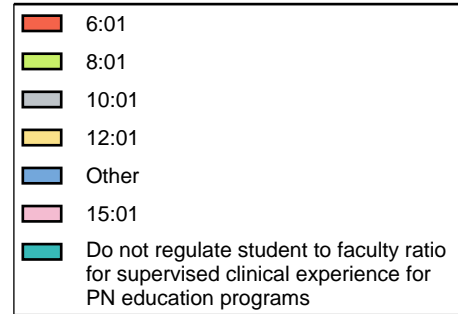 6:01
8:01
10:01
12:01
Other
15:01
Do not regulate student to faculty ratio
for supervised clinical experience for
PN education programs